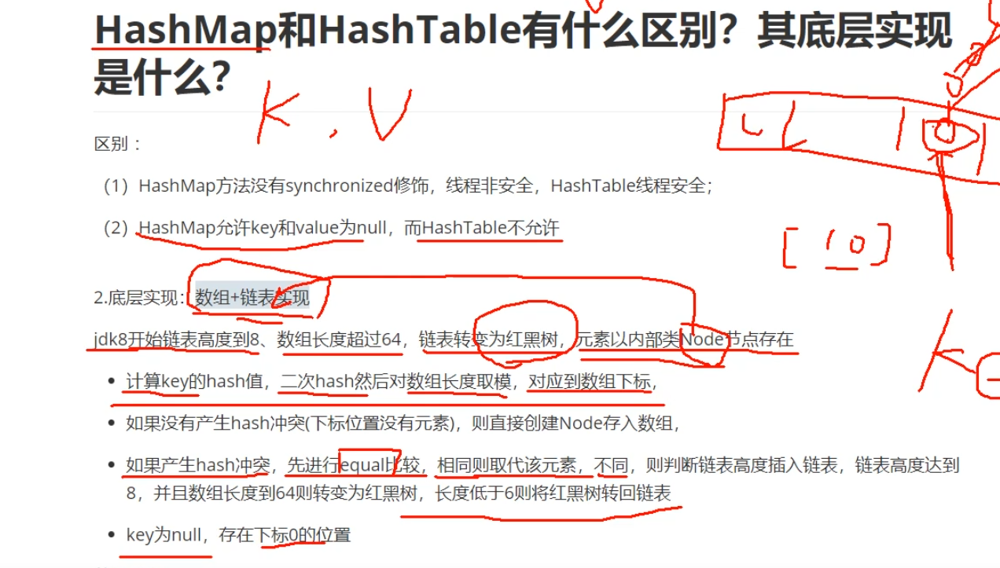 HashMap和HashTable有什么区别？其底层实现
是什么？
K , V
区别 ：
（1）HashMap方法没有synchronized修饰，线程非安全，HashTable线程安全；
（2）HashMap允许key和value为null，而HashTable不允许
[10]
2.底层实现：数组+链表实现
jdk8开始链表高度到8、数组长度超过64，链表转变为红黑树，元素以内部类Node节点存在
计算key的hash值，二次hash然后对数组长度取模，对应到数组下标，
K
如果没有产生hash冲突(下标位置没有元素)，则直接创建Node存入数组，
如果产生hash冲突，先进行equal比较，相同则取代该元素，不同，则判断链表高度插入链表，链表高度达到
8，并且数组长度到64则转变为红黑树，长度低于6则将红黑树转回链表
key为null，存在下标0的位置